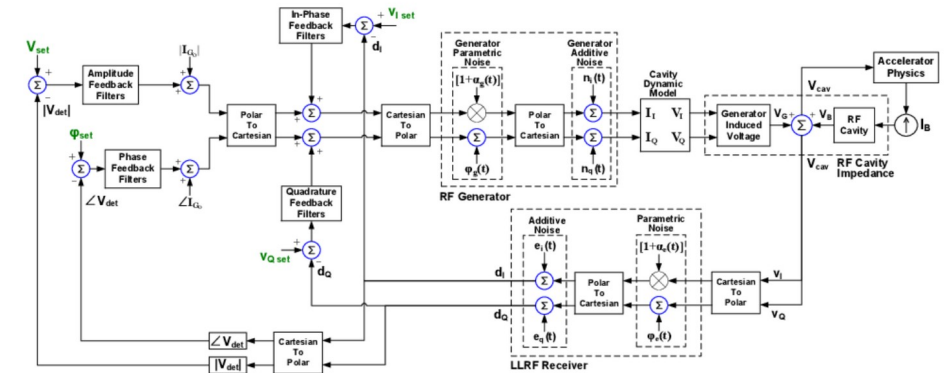 In-Phase
Feedback
Filters
+
V_I set
d_I
−
V_set
|I_G₀|
Amplitude
Feedback
Filters
|V_det|
φ_set
Phase
Feedback
Filters
∠V_det
∠I_G₀
Polar
To
Cartesian
Cartesian
To
Polar
Generator
Parametric
Noise
[1+α_g(t)]
φ_g(t)
Polar
To
Cartesian
Generator
Additive
Noise
n_i(t)
n_q(t)
RF Generator
Cavity
Dynamic
Model
I_I V_I
I_Q V_Q
Generator
Induced
Voltage
V_G
+
Σ
+
V_B
RF
Cavity
V_cav
Accelerator
Physics
I_B
V_cav
RF Cavity
Impedance
Quadrature
Feedback
Filters
V_Q set
+
Σ
−
d_Q
Additive
Noise
e_i(t)
e_q(t)
d_I
d_Q
Polar
To
Cartesian
Parametric
Noise
[1+α_e(t)]
φ_e(t)
Cartesian
To
Polar
v_I
v_Q
LLRF Receiver
∠V_det
|V_det|
Cartesian
To
Polar